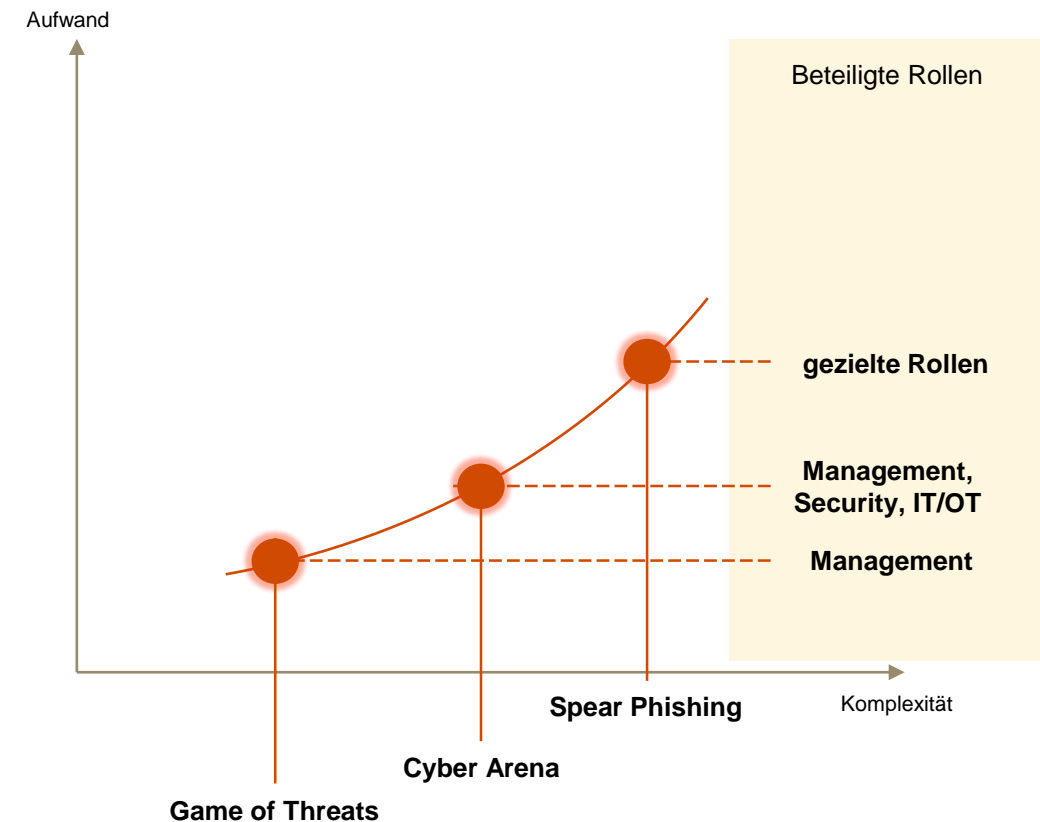 Aufwand
Beteiligte Rollen
gezielte Rollen
Management,
Security, IT/OT
Management
Spear Phishing
Komplexität
Cyber Arena
Game of Threats